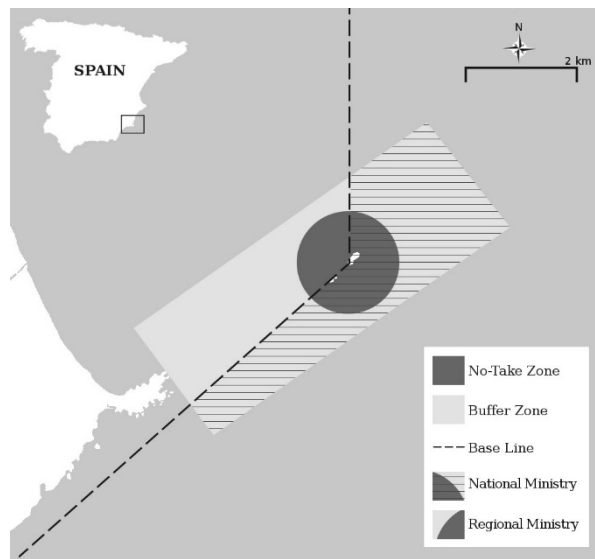 SPAIN
N
2 km
No-Take Zone
Buffer Zone
Base Line
National Ministry
Regional Ministry